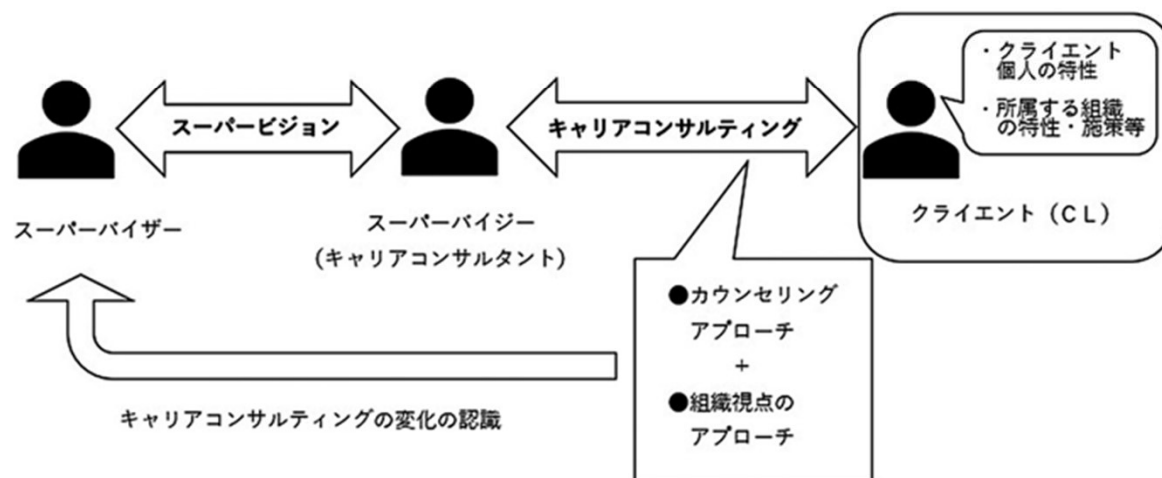 ・クライアント
個人の特性
・所属する組織
の特性・施策等
スーパービジョン
キャリアコンサルティング
スーパーバイザー
スーパーバイジー
(キャリアコンサルタント)
クライエント(CL)
●カウンセリング
アプローチ
+
●組織視点の
アプローチ
キャリアコンサルティングの変化の認識